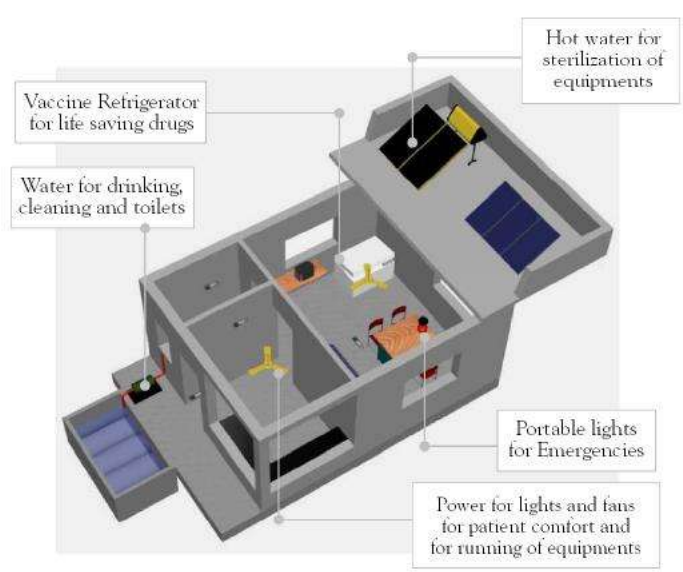 Hot water for
sterilization of
equipments
Vaccine Refrigerator
for life saving drugs
Water for drinking,
cleaning and toilets
Portable lights
for Emergencies
Power for lights and fans
for patient comfort and
for running of equipments